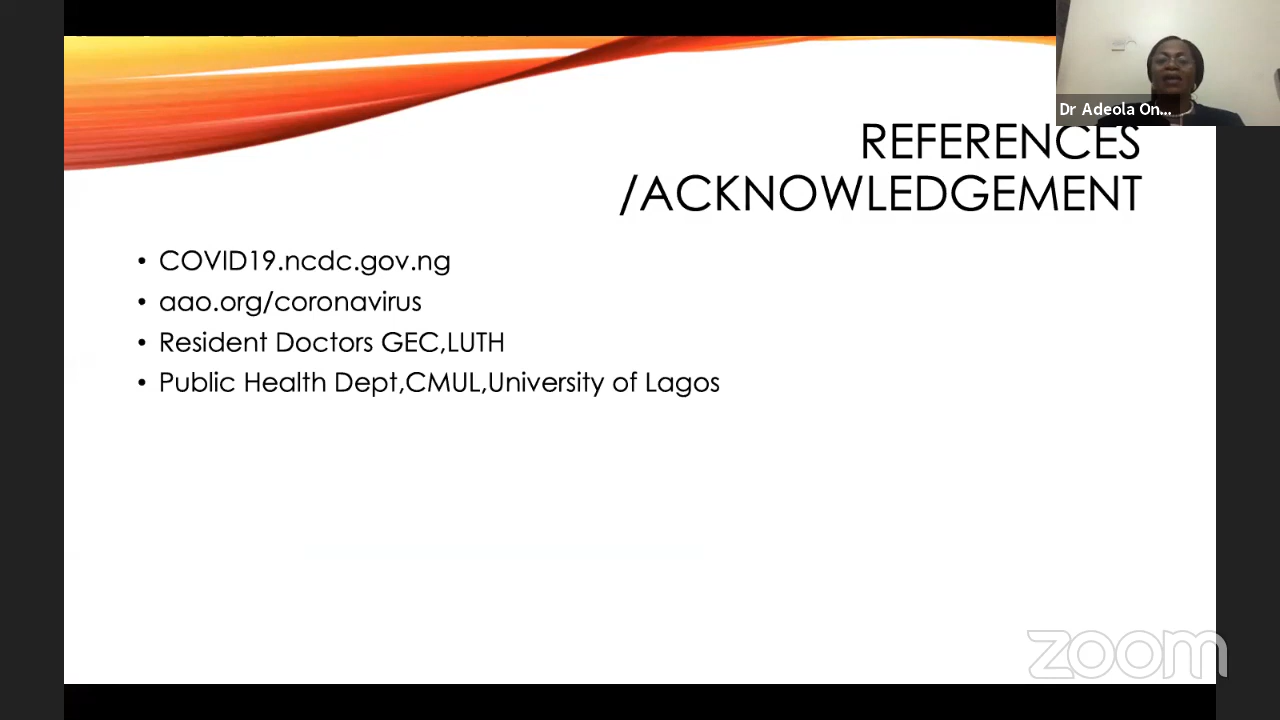 Dr Adeola On...
REFERENCES
/ACKNOWLEDGEMENT
• COVID19.ncdc.gov.ng
• aao.org/coronavirus
• Resident Doctors GEC,LUTH
• Public Health Dept,CMUL,University of Lagos
zoom